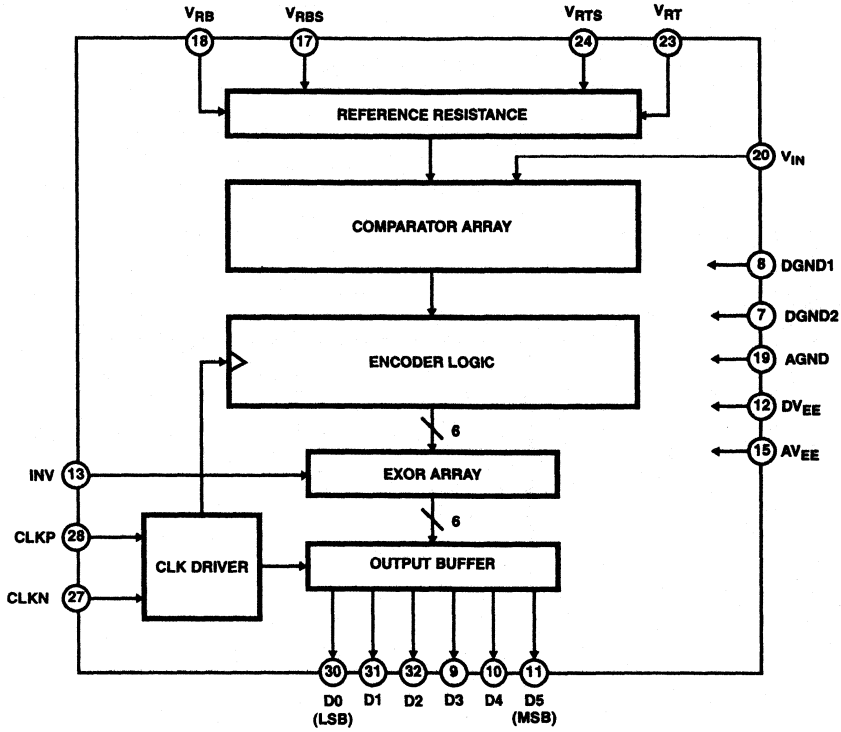 VRB VRBS VRTS VRT
18 17 24 23
REFERENCE RESISTANCE
20 VIN
COMPARATOR ARRAY
8 DGND1
7 DGND2
ENCODER LOGIC
19 AGND
12 DVEE
6
15 AVEE
INV 13
EXOR ARRAY
6
CLKP 28
CLK DRIVER
OUTPUT BUFFER
CLKN 27
30 31 32 9 10 11
D0 D1 D2 D3 D4 D5
(LSB) (MSB)